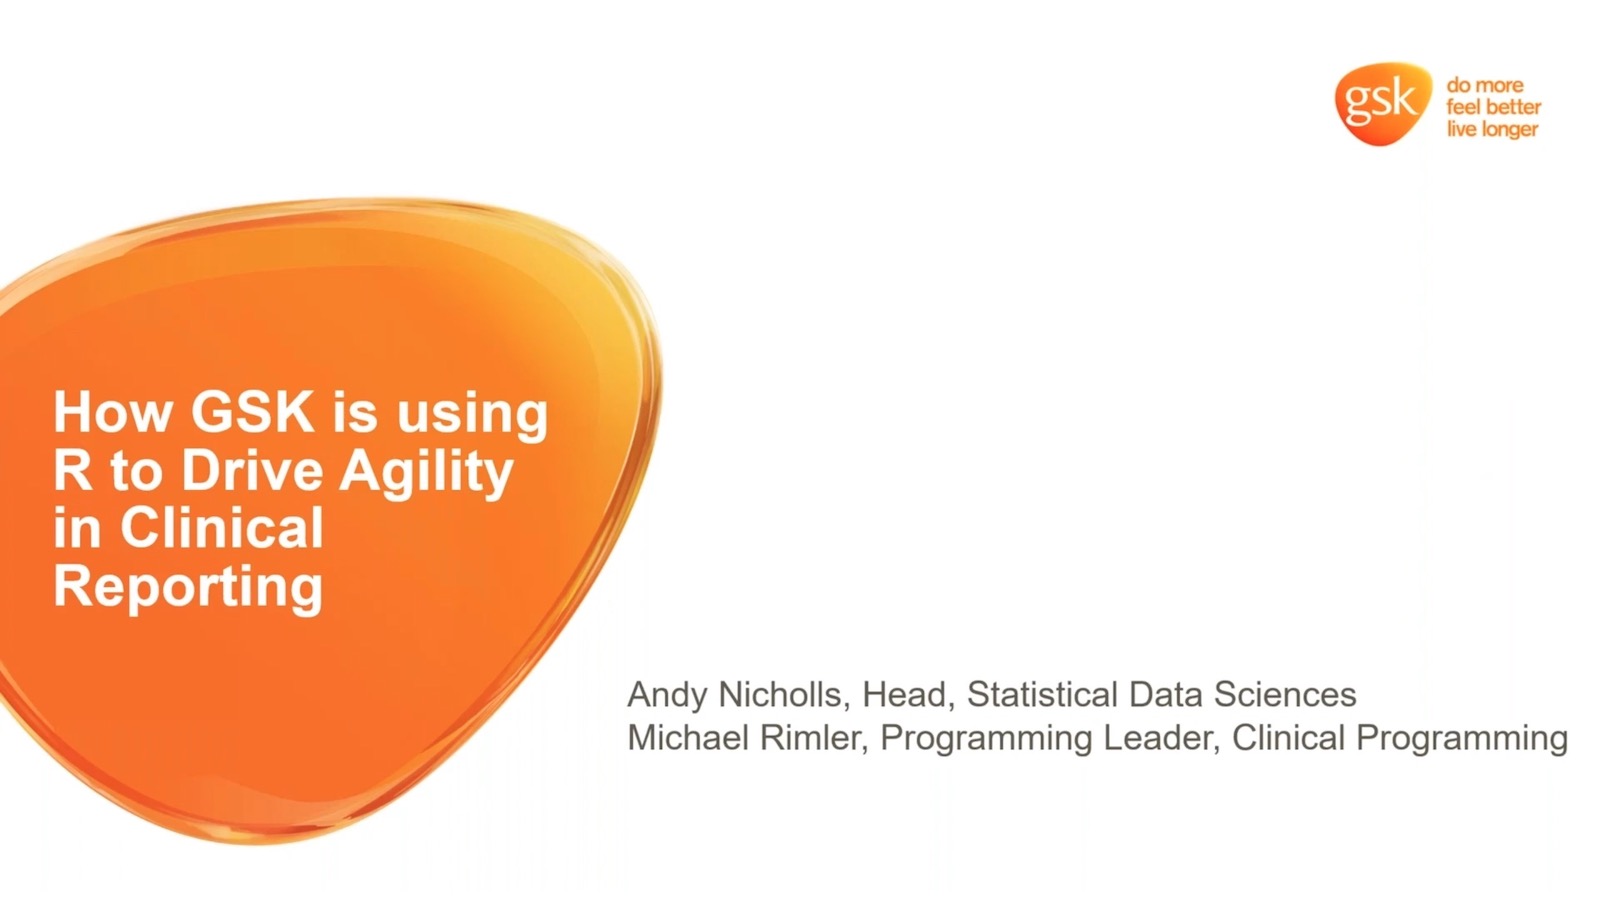 gsk
do more
feel better
live longer
How GSK is using
R to Drive Agility
in Clinical
Reporting
Andy Nicholls, Head, Statistical Data Sciences
Michael Rimler, Programming Leader, Clinical Programming